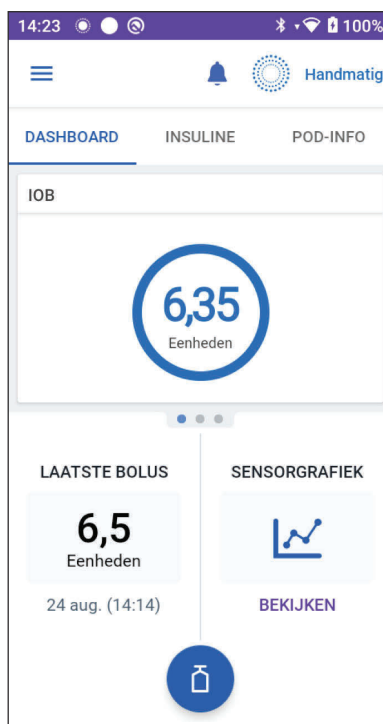 14:23 100%
Handmatig
DASHBOARD INSULINE POD-INFO
IOB
6,35
Eenheden
LAATSTE BOLUS SENSORGRAFIEK
6,5
Eenheden
24 aug. (14:14) BEKIJKEN